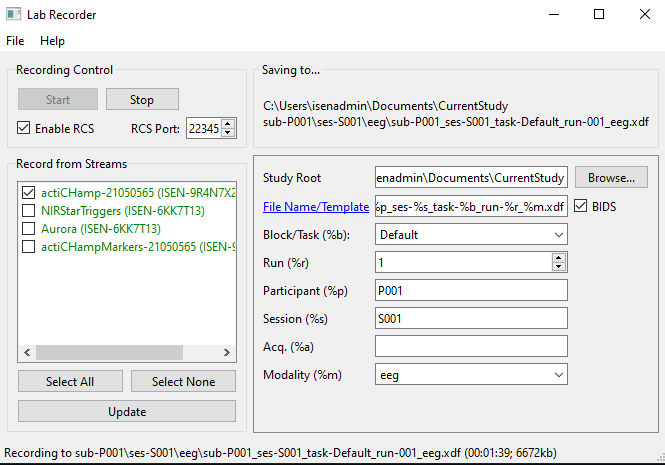 Lab Recorder
File Help
Recording Control
Start Stop
Enable RCS RCS Port: 22345
Record from Streams
actiCHamp-21050565 (ISEN-9R4N7X2
NIRStarTriggers (ISEN-6KK7T13)
Aurora (ISEN-6KK7T13)
actiCHampMarkers-21050565 (ISEN-9
Select All Select None
Update
Saving to...
C:\Users\isenadmin\Documents\CurrentStudy
sub-P001\ses-S001\eeg\sub-P001_ses-S001_task-Default_run-001_eeg.xdf
Study Root enadmin\Documents\CurrentStudy Browse...
File Name/Template %p_ses-%s_task-%b_run-%r_%m.xdf BIDS
Block/Task (%b): Default
Run (%r) 1
Participant (%p) P001
Session (%s) S001
Acq. (%a)
Modality (%m) eeg
Recording to sub-P001\ses-S001\eeg\sub-P001_ses-S001_task-Default_run-001_eeg.xdf (00:01:39; 6672kb)